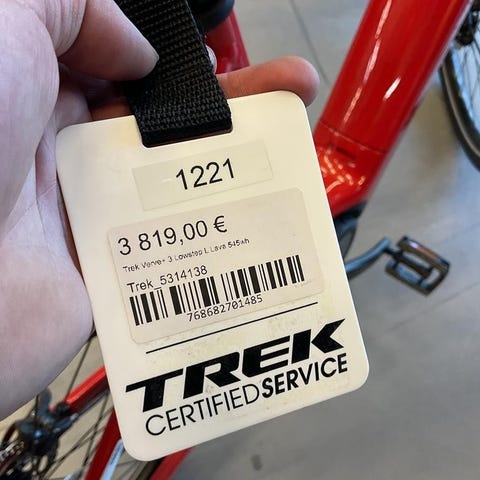 1221
3 819,00 €
Trek Verve+ 3 Lowstep L Lava 545wh
Trek_5314138
768682701485
TREK
CERTIFIED SERVICE